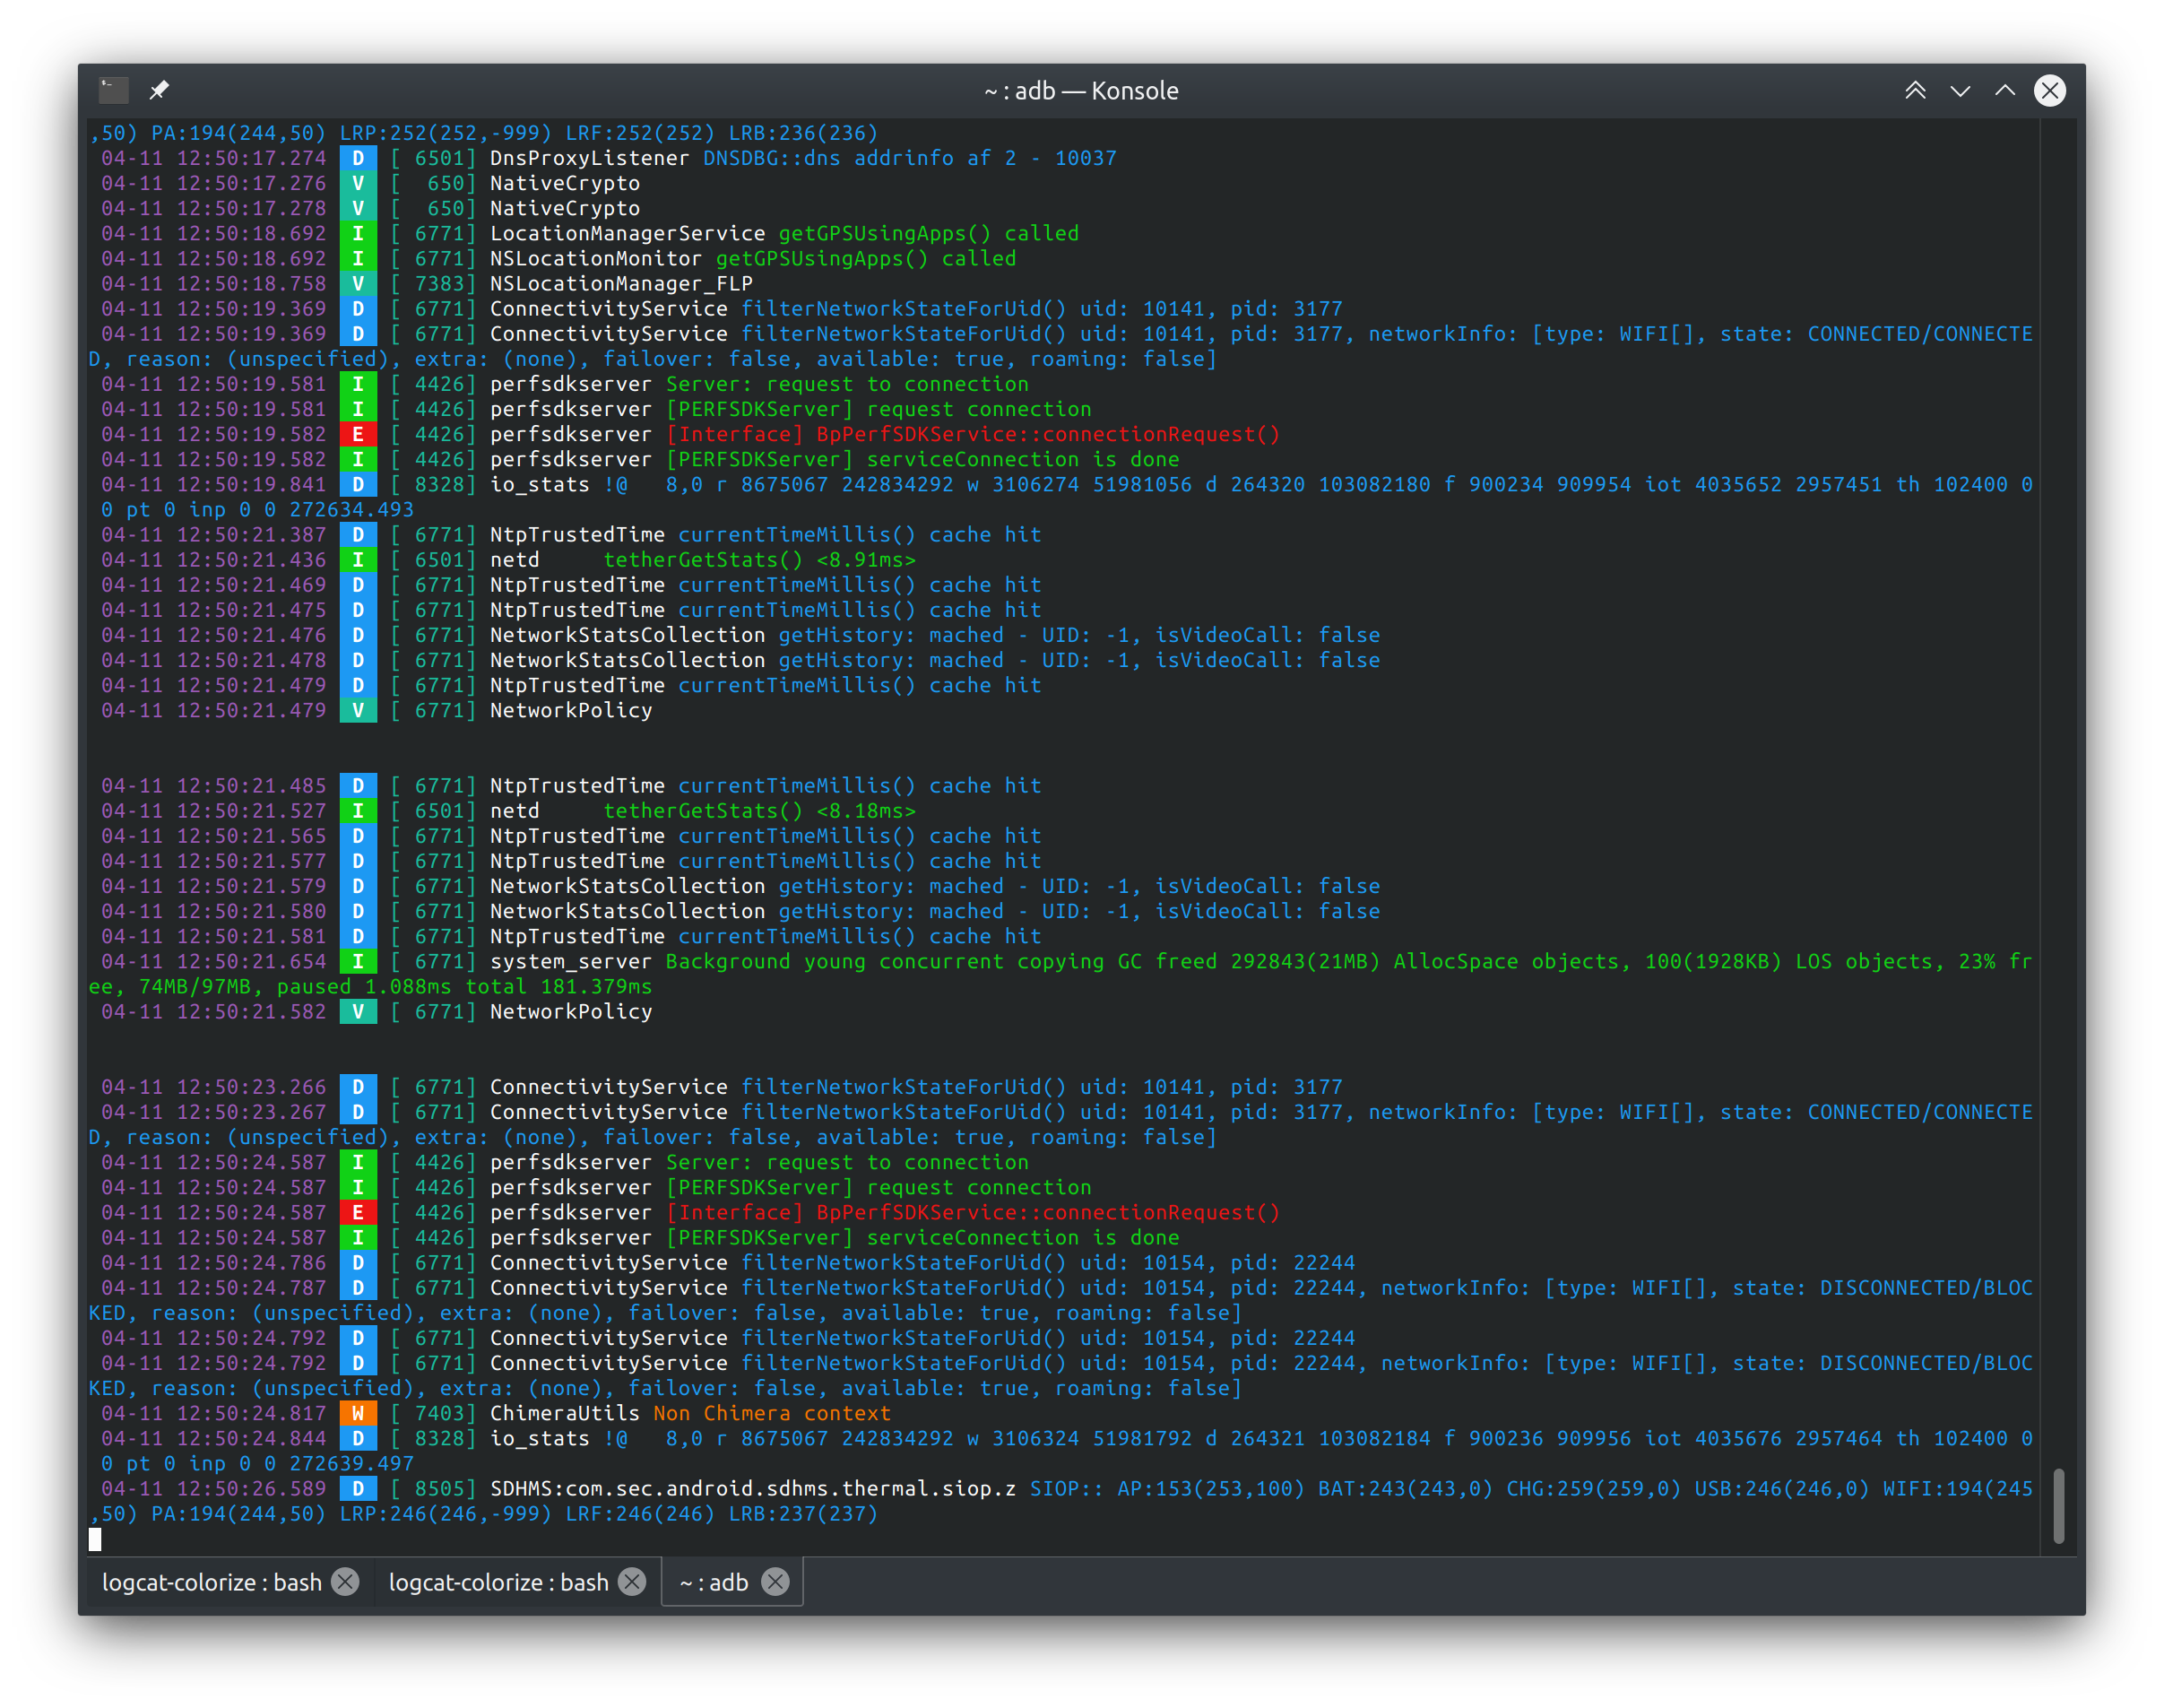 ~ : adb — Konsole
,50) PA:194(244,50) LRP:252(252,-999) LRF:252(252) LRB:236(236)
04-11 12:50:17.274 D [ 6501] DnsProxyListener DNSDBG::dns addrinfo af 2 - 10037
04-11 12:50:17.276 V [  650] NativeCrypto
04-11 12:50:17.278 V [  650] NativeCrypto
04-11 12:50:18.692 I [ 6771] LocationManagerService getGPSUsingApps() called
04-11 12:50:18.692 I [ 6771] NSLocationMonitor getGPSUsingApps() called
04-11 12:50:18.758 V [ 7383] NSLocationManager_FLP
04-11 12:50:19.369 D [ 6771] ConnectivityService filterNetworkStateForUid() uid: 10141, pid: 3177
04-11 12:50:19.369 D [ 6771] ConnectivityService filterNetworkStateForUid() uid: 10141, pid: 3177, networkInfo: [type: WIFI[], state: CONNECTED/CONNECTE
D, reason: (unspecified), extra: (none), failover: false, available: true, roaming: false]
04-11 12:50:19.581 I [ 4426] perfsdkserver Server: request to connection
04-11 12:50:19.581 I [ 4426] perfsdkserver [PERFSDKServer] request connection
04-11 12:50:19.582 E [ 4426] perfsdkserver [Interface] BpPerfSDKService::connectionRequest()
04-11 12:50:19.582 I [ 4426] perfsdkserver [PERFSDKServer] serviceConnection is done
04-11 12:50:19.841 D [ 8328] io_stats !@   8,0 r 8675067 242834292 w 3106274 51981056 d 264320 103082180 f 900234 909954 iot 4035652 2957451 th 102400 0
0 pt 0 inp 0 0 272634.493
04-11 12:50:21.387 D [ 6771] NtpTrustedTime currentTimeMillis() cache hit
04-11 12:50:21.436 I [ 6501] netd     tetherGetStats() <8.91ms>
04-11 12:50:21.469 D [ 6771] NtpTrustedTime currentTimeMillis() cache hit
04-11 12:50:21.475 D [ 6771] NtpTrustedTime currentTimeMillis() cache hit
04-11 12:50:21.476 D [ 6771] NetworkStatsCollection getHistory: mached - UID: -1, isVideoCall: false
04-11 12:50:21.478 D [ 6771] NetworkStatsCollection getHistory: mached - UID: -1, isVideoCall: false
04-11 12:50:21.479 D [ 6771] NtpTrustedTime currentTimeMillis() cache hit
04-11 12:50:21.479 V [ 6771] NetworkPolicy
04-11 12:50:21.485 D [ 6771] NtpTrustedTime currentTimeMillis() cache hit
04-11 12:50:21.527 I [ 6501] netd     tetherGetStats() <8.18ms>
04-11 12:50:21.565 D [ 6771] NtpTrustedTime currentTimeMillis() cache hit
04-11 12:50:21.577 D [ 6771] NtpTrustedTime currentTimeMillis() cache hit
04-11 12:50:21.579 D [ 6771] NetworkStatsCollection getHistory: mached - UID: -1, isVideoCall: false
04-11 12:50:21.580 D [ 6771] NetworkStatsCollection getHistory: mached - UID: -1, isVideoCall: false
04-11 12:50:21.581 D [ 6771] NtpTrustedTime currentTimeMillis() cache hit
04-11 12:50:21.654 I [ 6771] system_server Background young concurrent copying GC freed 292843(21MB) AllocSpace objects, 100(1928KB) LOS objects, 23% fr
ee, 74MB/97MB, paused 1.088ms total 181.379ms
04-11 12:50:21.582 V [ 6771] NetworkPolicy
04-11 12:50:23.266 D [ 6771] ConnectivityService filterNetworkStateForUid() uid: 10141, pid: 3177
04-11 12:50:23.267 D [ 6771] ConnectivityService filterNetworkStateForUid() uid: 10141, pid: 3177, networkInfo: [type: WIFI[], state: CONNECTED/CONNECTE
D, reason: (unspecified), extra: (none), failover: false, available: true, roaming: false]
04-11 12:50:24.587 I [ 4426] perfsdkserver Server: request to connection
04-11 12:50:24.587 I [ 4426] perfsdkserver [PERFSDKServer] request connection
04-11 12:50:24.587 E [ 4426] perfsdkserver [Interface] BpPerfSDKService::connectionRequest()
04-11 12:50:24.587 I [ 4426] perfsdkserver [PERFSDKServer] serviceConnection is done
04-11 12:50:24.786 D [ 6771] ConnectivityService filterNetworkStateForUid() uid: 10154, pid: 22244
04-11 12:50:24.787 D [ 6771] ConnectivityService filterNetworkStateForUid() uid: 10154, pid: 22244, networkInfo: [type: WIFI[], state: DISCONNECTED/BLOC
KED, reason: (unspecified), extra: (none), failover: false, available: true, roaming: false]
04-11 12:50:24.792 D [ 6771] ConnectivityService filterNetworkStateForUid() uid: 10154, pid: 22244
04-11 12:50:24.792 D [ 6771] ConnectivityService filterNetworkStateForUid() uid: 10154, pid: 22244, networkInfo: [type: WIFI[], state: DISCONNECTED/BLOC
KED, reason: (unspecified), extra: (none), failover: false, available: true, roaming: false]
04-11 12:50:24.817 W [ 7403] ChimeraUtils Non Chimera context
04-11 12:50:24.844 D [ 8328] io_stats !@   8,0 r 8675067 242834292 w 3106324 51981792 d 264321 103082184 f 900236 909956 iot 4035676 2957464 th 102400 0
0 pt 0 inp 0 0 272639.497
04-11 12:50:26.589 D [ 8505] SDHMS:com.sec.android.sdhms.thermal.siop.z SIOP:: AP:153(253,100) BAT:243(243,0) CHG:259(259,0) USB:246(246,0) WIFI:194(245
,50) PA:194(244,50) LRP:246(246,-999) LRF:246(246) LRB:237(237)
logcat-colorize : bash logcat-colorize : bash ~ : adb